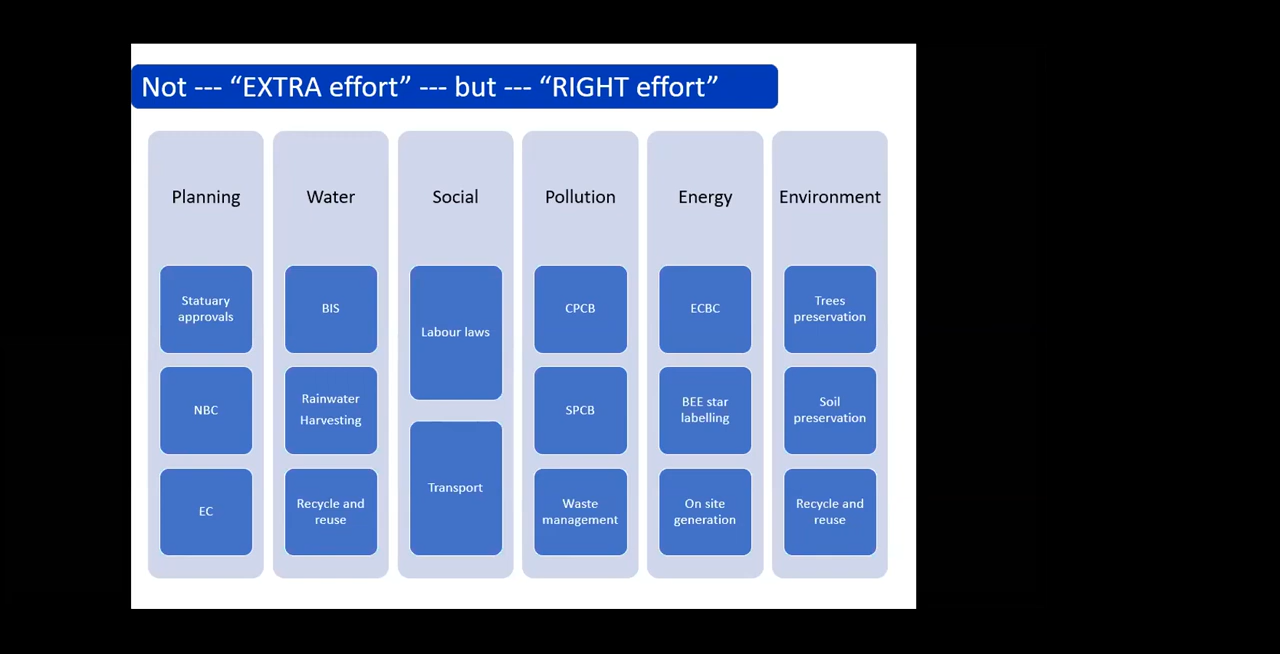 Not --- “EXTRA effort” --- but --- “RIGHT effort”
Planning
Statuary
approvals
NBC
EC
Water
BIS
Rainwater
Harvesting
Recycle and
reuse
Social
Labour laws
Transport
Pollution
CPCB
SPCB
Waste
management
Energy
ECBC
BEE star
labelling
On site
generation
Environment
Trees
preservation
Soil
preservation
Recycle and
reuse